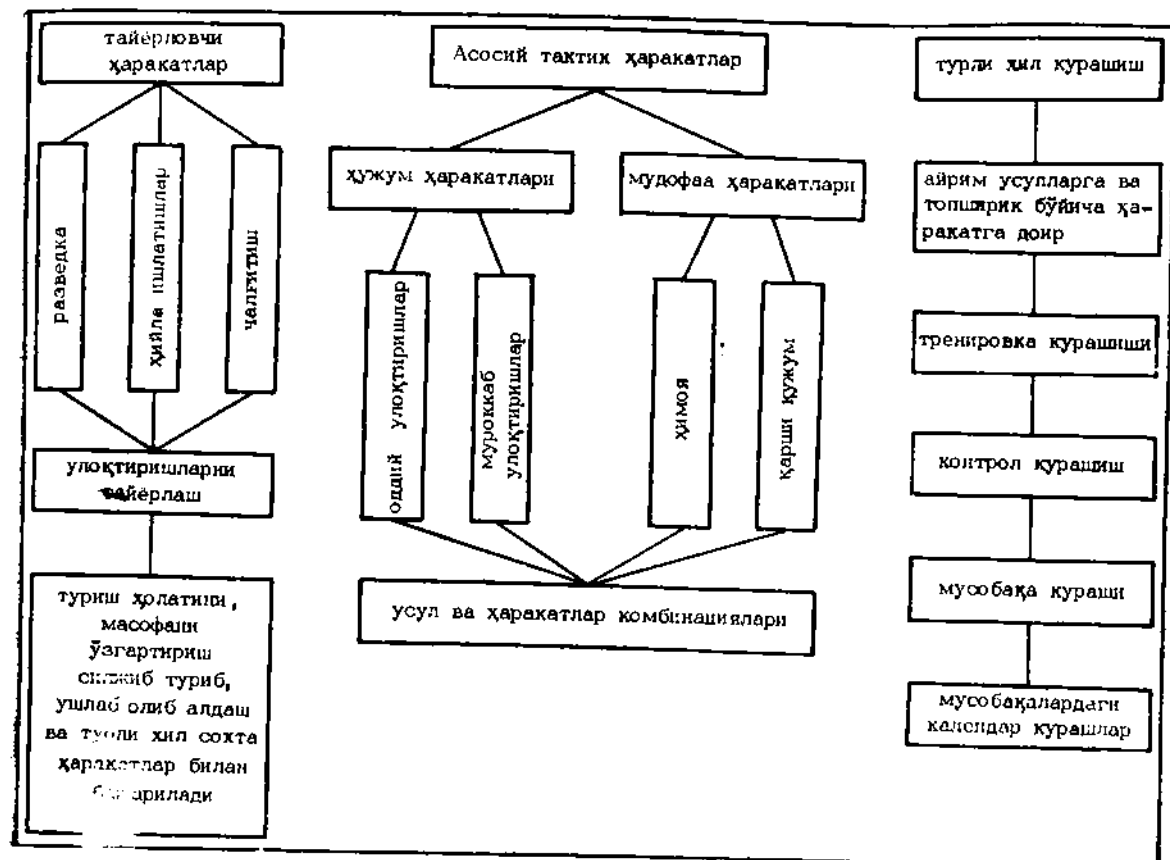 тайёрловчи
ҳаракатлар
разведка
ҳийла ишлатишлар
чалғитиш
улоқтиришларни
тайёрлаш
туриш ҳолатини,
масофани
ўзгартириш
силжиб туриб,
ушлаб олиб алдаш
ва турли хил сохта
ҳаракатлар билан
Асосий тактик ҳаракатлар
ҳужум ҳаракатлари
мудофаа ҳаракатлари
оддий улоқтиришлар
мураккаб
улоқтиришлар
ҳимоя
қарши ҳужум
усул ва ҳаракатлар комбинациялари
турли хил курашиш
айрим усулларга ва
топширик бўйича ҳа-
ракатга доир
тренировка курашиши
контрол курашиш
мусобақа кураши
мусобақалардаги
календар курашлар